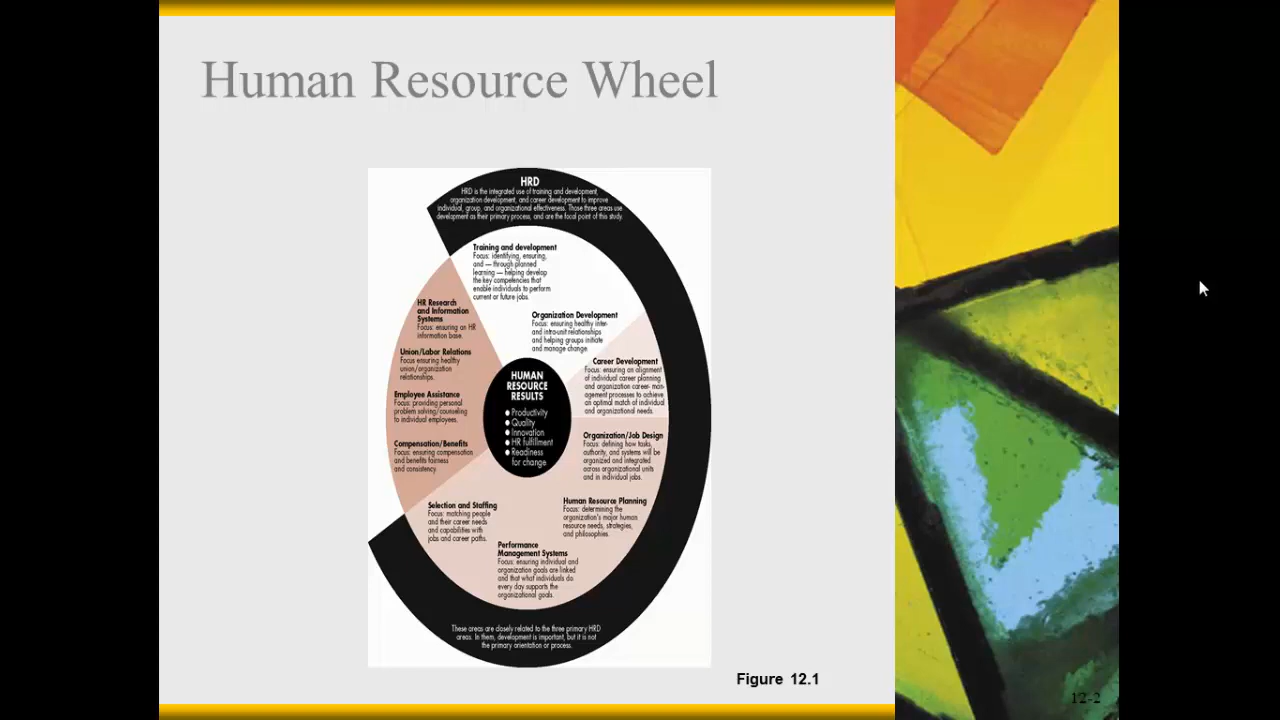 Human Resource Wheel
HRD
HRD is the integrated use of training and development,
organization development, and career development to improve
individual, group, and organizational effectiveness. Those three areas use
development as their primary process, and are the focal point of this study.
Training and development
Focus: identifying, ensuring,
and — through planned
learning — helping develop
the key competencies that
enable individuals to perform
current or future jobs.
Organization Development
Focus: ensuring healthy inter-
and intra-unit relationships
and helping groups initiate
and manage change.
Career Development
Focus: ensuring an alignment
of individual career planning
and organization career- man-
agement processes to achieve
an optimal match of individual
and organizational needs.
Organization/Job Design
Focus: defining how tasks,
authority, and systems will be
organized and integrated
across organizational units
and in individual jobs.
Human Resource Planning
Focus: determining the
organization's major human
resource needs, strategies,
and philosophies.
Performance
Management Systems
Focus: ensuring individual and
organization goals are linked
and that what individuals do
every day supports the
organizational goals.
Selection and Staffing
Focus: matching people
and their career needs
and capabilities with
jobs and career paths.
Compensation/Benefits
Focus: ensuring compensation
and benefits fairness
and consistency.
Employee Assistance
Focus: providing personal
problem solving/counseling
to individual employees.
Union/Labor Relations
Focus ensuring healthy
union/organization
relationships.
HR Research
and Information
Systems
Focus: ensuring an HR
information base.
HUMAN
RESOURCE
RESULTS
● Productivity
● Quality
● Innovation
● HR fulfillment
● Readiness
for change
These areas are closely related to the three primary HRD
areas. In them, development is important, but it is not
the primary orientation or process.
Figure 12.1
12-2